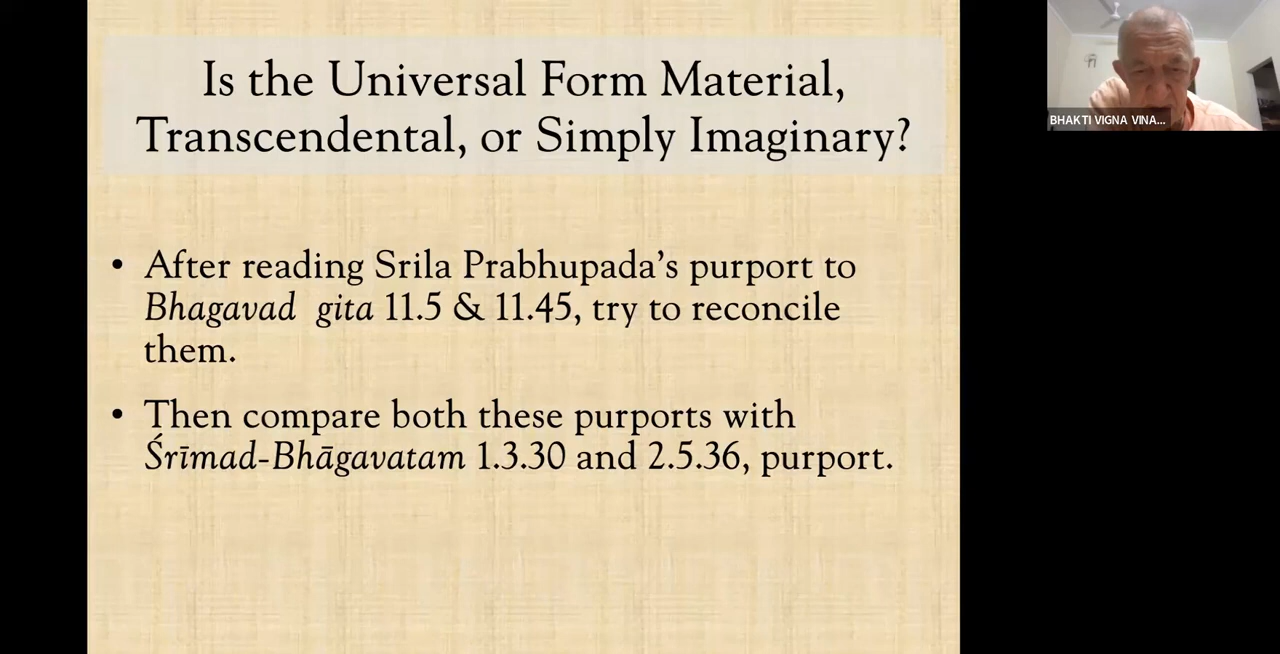 Is the Universal Form Material,
Transcendental, or Simply Imaginary?
• After reading Srila Prabhupada’s purport to
Bhagavad  gita 11.5 & 11.45, try to reconcile
them.
• Then compare both these purports with
Śrīmad-Bhāgavatam 1.3.30 and 2.5.36, purport.
BHAKTI VIGNA VINA...